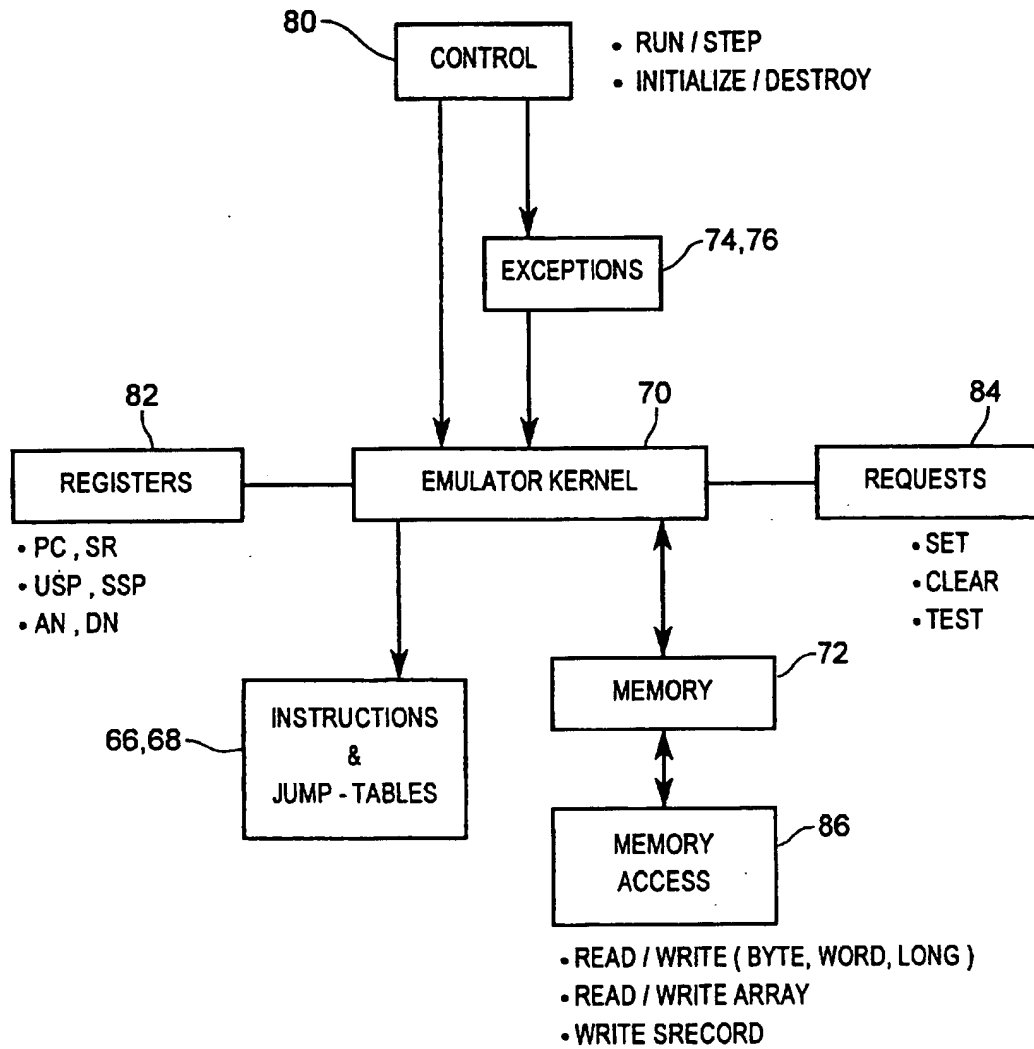 80
CONTROL
• RUN / STEP
• INITIALIZE / DESTROY
74,76
EXCEPTIONS
82
70
84
REGISTERS
EMULATOR KERNEL
REQUESTS
• PC , SR
• USP , SSP
• AN , DN
• SET
• CLEAR
• TEST
72
MEMORY
66,68
INSTRUCTIONS
&
JUMP - TABLES
86
MEMORY
ACCESS
• READ / WRITE ( BYTE, WORD, LONG )
• READ / WRITE ARRAY
• WRITE SRECORD